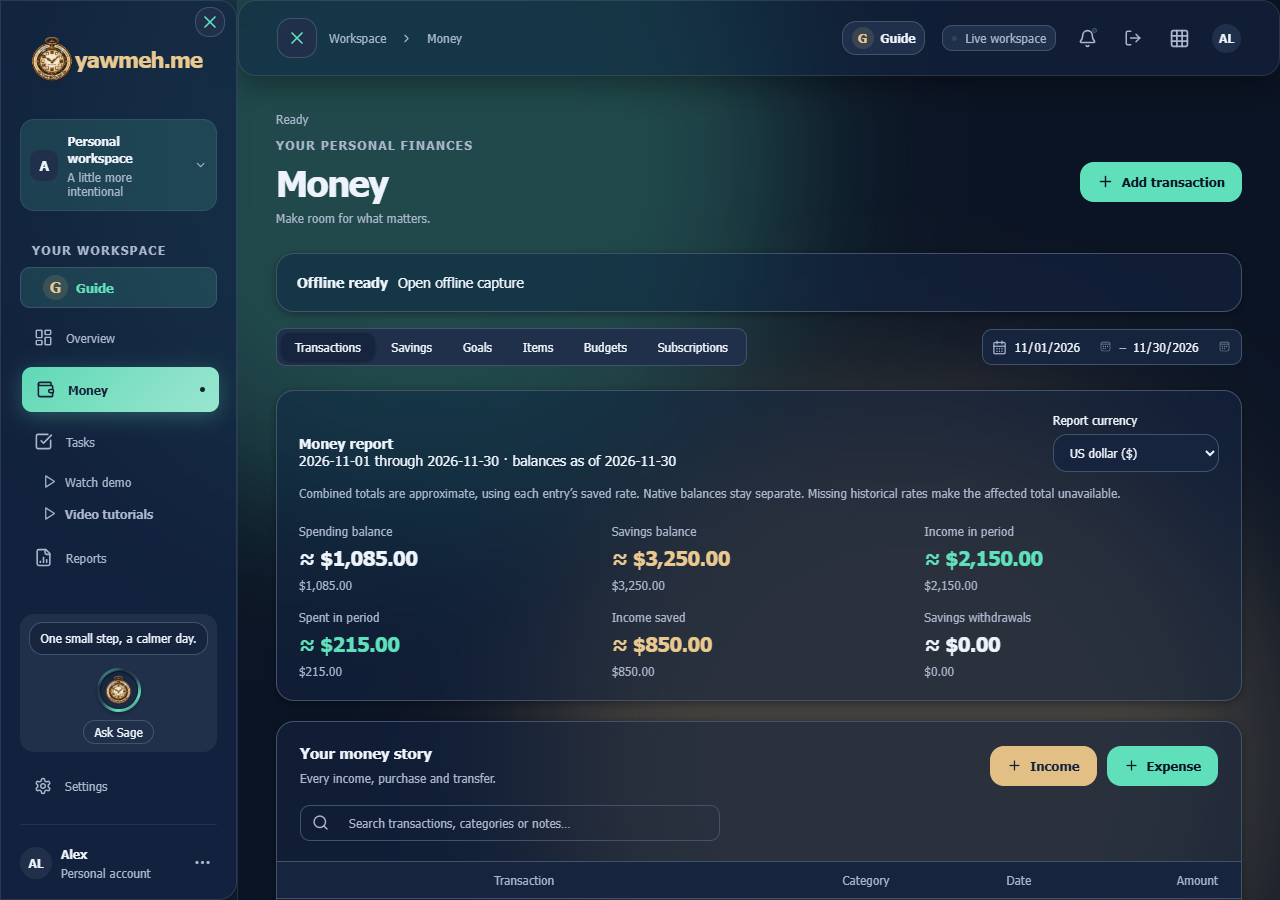 yawmeh.me
A
Personal
workspace
A little more
intentional
YOUR WORKSPACE
G Guide
Overview
Money
Tasks
Watch demo
Video tutorials
Reports
One small step, a calmer day.
Ask Sage
Settings
AL
Alex
Personal account
Workspace > Money
G Guide
Live workspace
AL
Ready
YOUR PERSONAL FINANCES
Money
Make room for what matters.
+ Add transaction
Offline ready Open offline capture
Transactions Savings Goals Items Budgets Subscriptions
11/01/2026 – 11/30/2026
Report currency
US dollar ($)
Money report
2026-11-01 through 2026-11-30 · balances as of 2026-11-30
Combined totals are approximate, using each entry’s saved rate. Native balances stay separate. Missing historical rates make the affected total unavailable.
Spending balance Savings balance Income in period
≈ $1,085.00 ≈ $3,250.00 ≈ $2,150.00
$1,085.00 $3,250.00 $2,150.00
Spent in period Income saved Savings withdrawals
≈ $215.00 ≈ $850.00 ≈ $0.00
$215.00 $850.00 $0.00
Your money story
Every income, purchase and transfer.
+ Income + Expense
Search transactions, categories or notes...
Transaction Category Date Amount